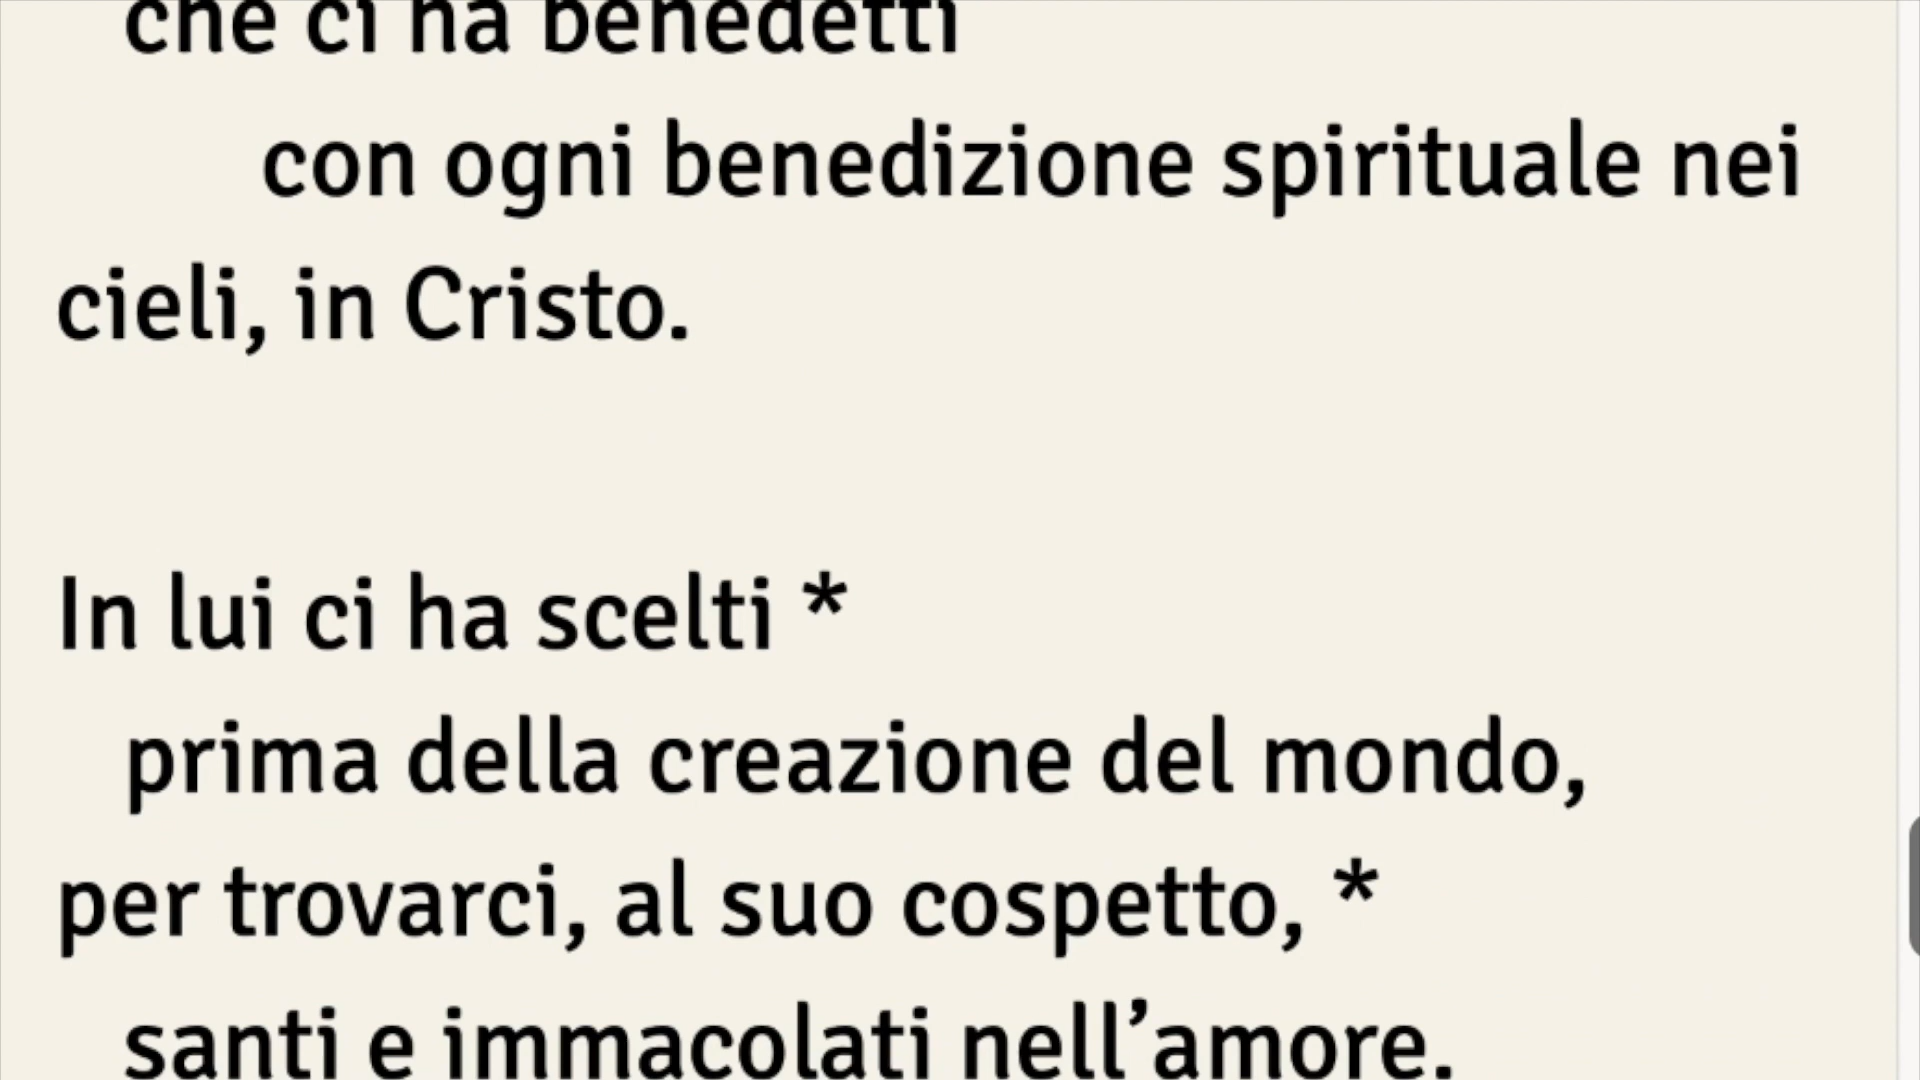 che ci ha benedetti
con ogni benedizione spirituale nei
cieli, in Cristo.
In lui ci ha scelti *
prima della creazione del mondo,
per trovarci, al suo cospetto, *
santi e immacolati nell’amore.